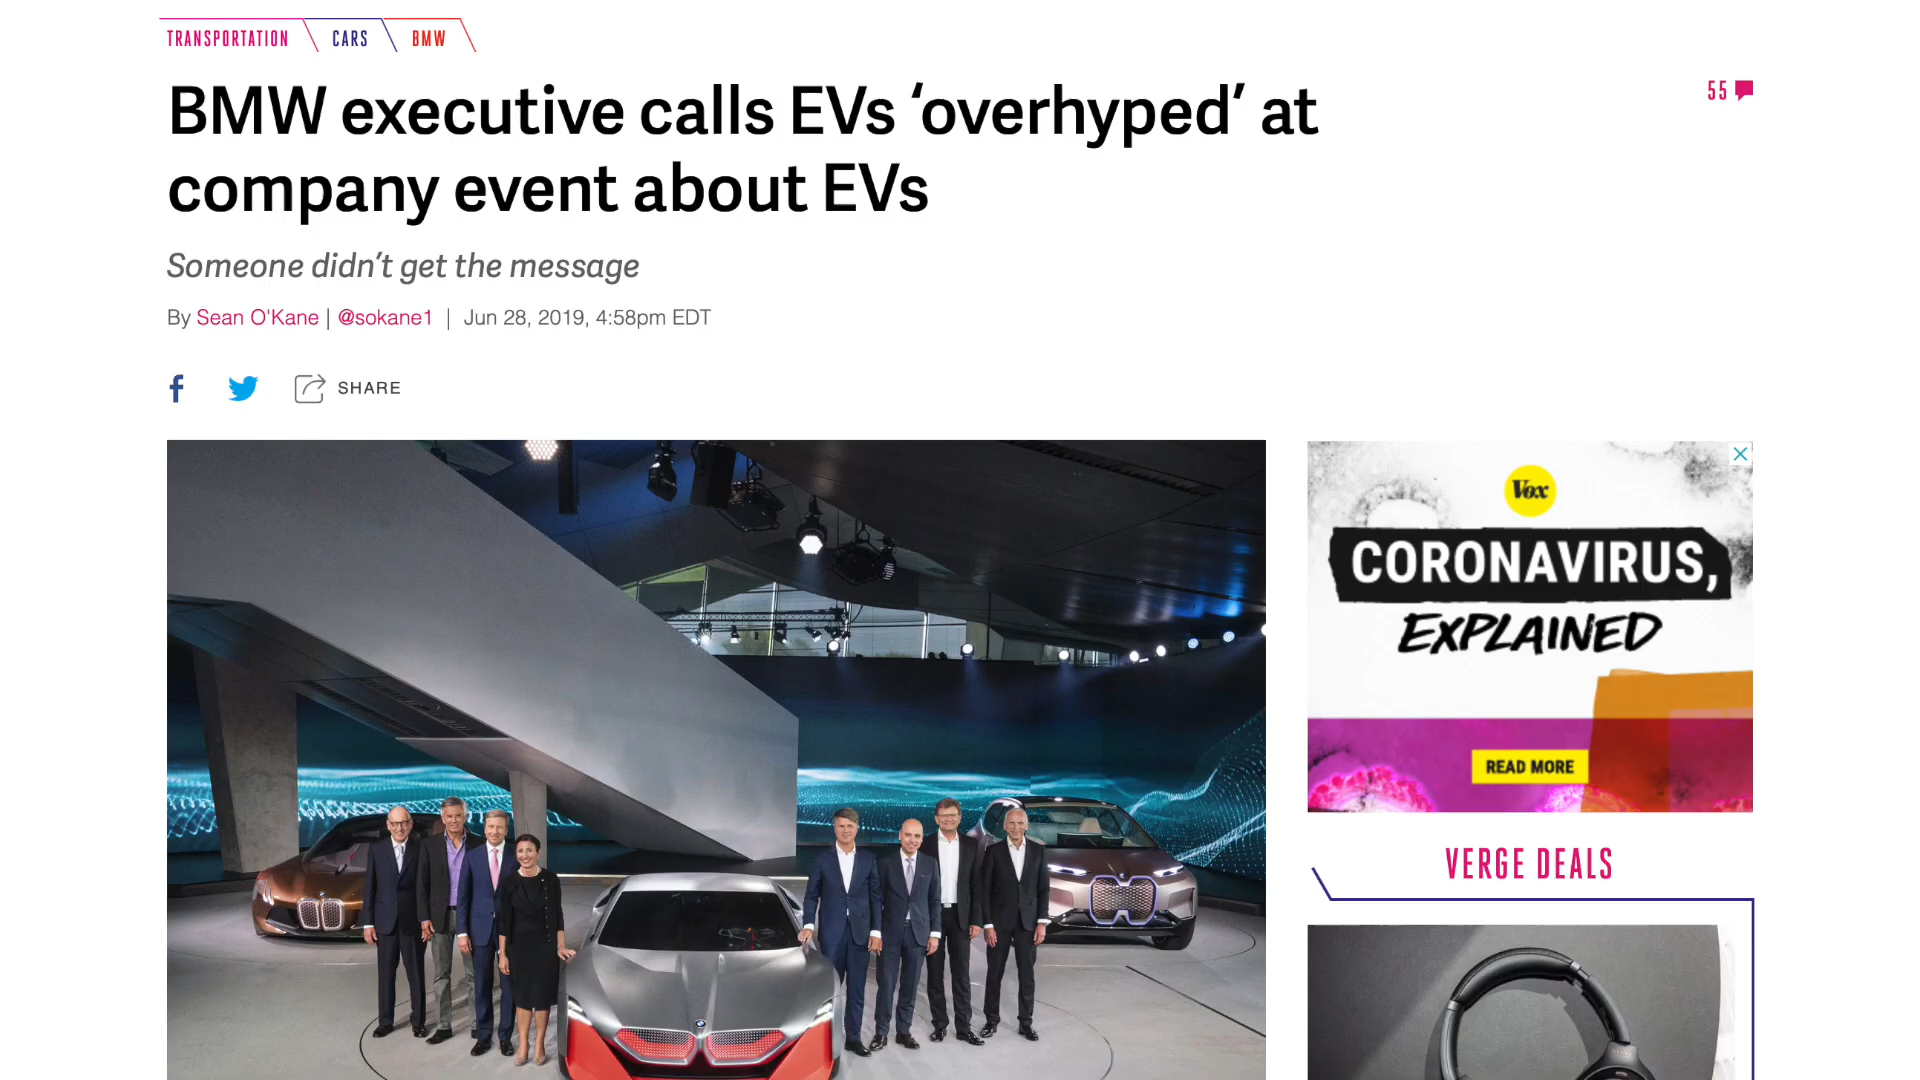 TRANSPORTATION CARS BMW
BMW executive calls EVs ‘overhyped’ at
company event about EVs
55
Someone didn’t get the message
By Sean O'Kane | @sokane1 | Jun 28, 2019, 4:58pm EDT
SHARE
Vox
CORONAVIRUS,
EXPLAINED
READ MORE
VERGE DEALS